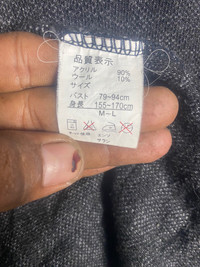 品質表示
アクリル 90%
ウール 10%
サイズ
バスト 79~94cm
身長 155~170cm
M-L